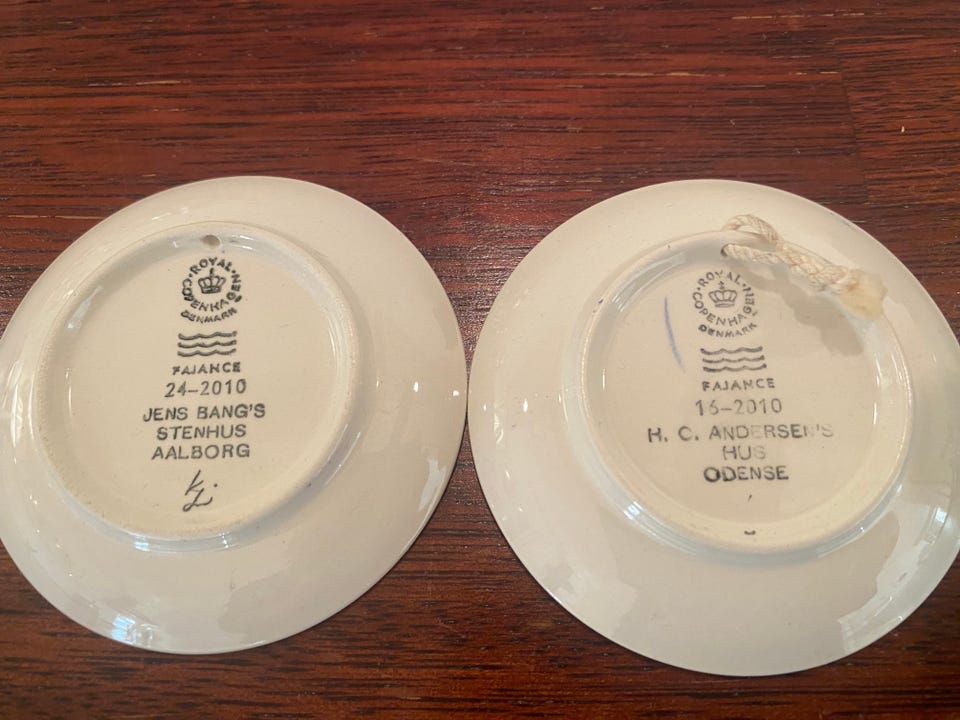 ROYAL COPENHAGEN
DENMARK
FAJANCE
24-2010
JENS BANG'S
STENHUS
AALBORG
ROYAL COPENHAGEN
DENMARK
FAJANCE
16-2010
H. C. ANDERSEN'S
HUS
ODENSE